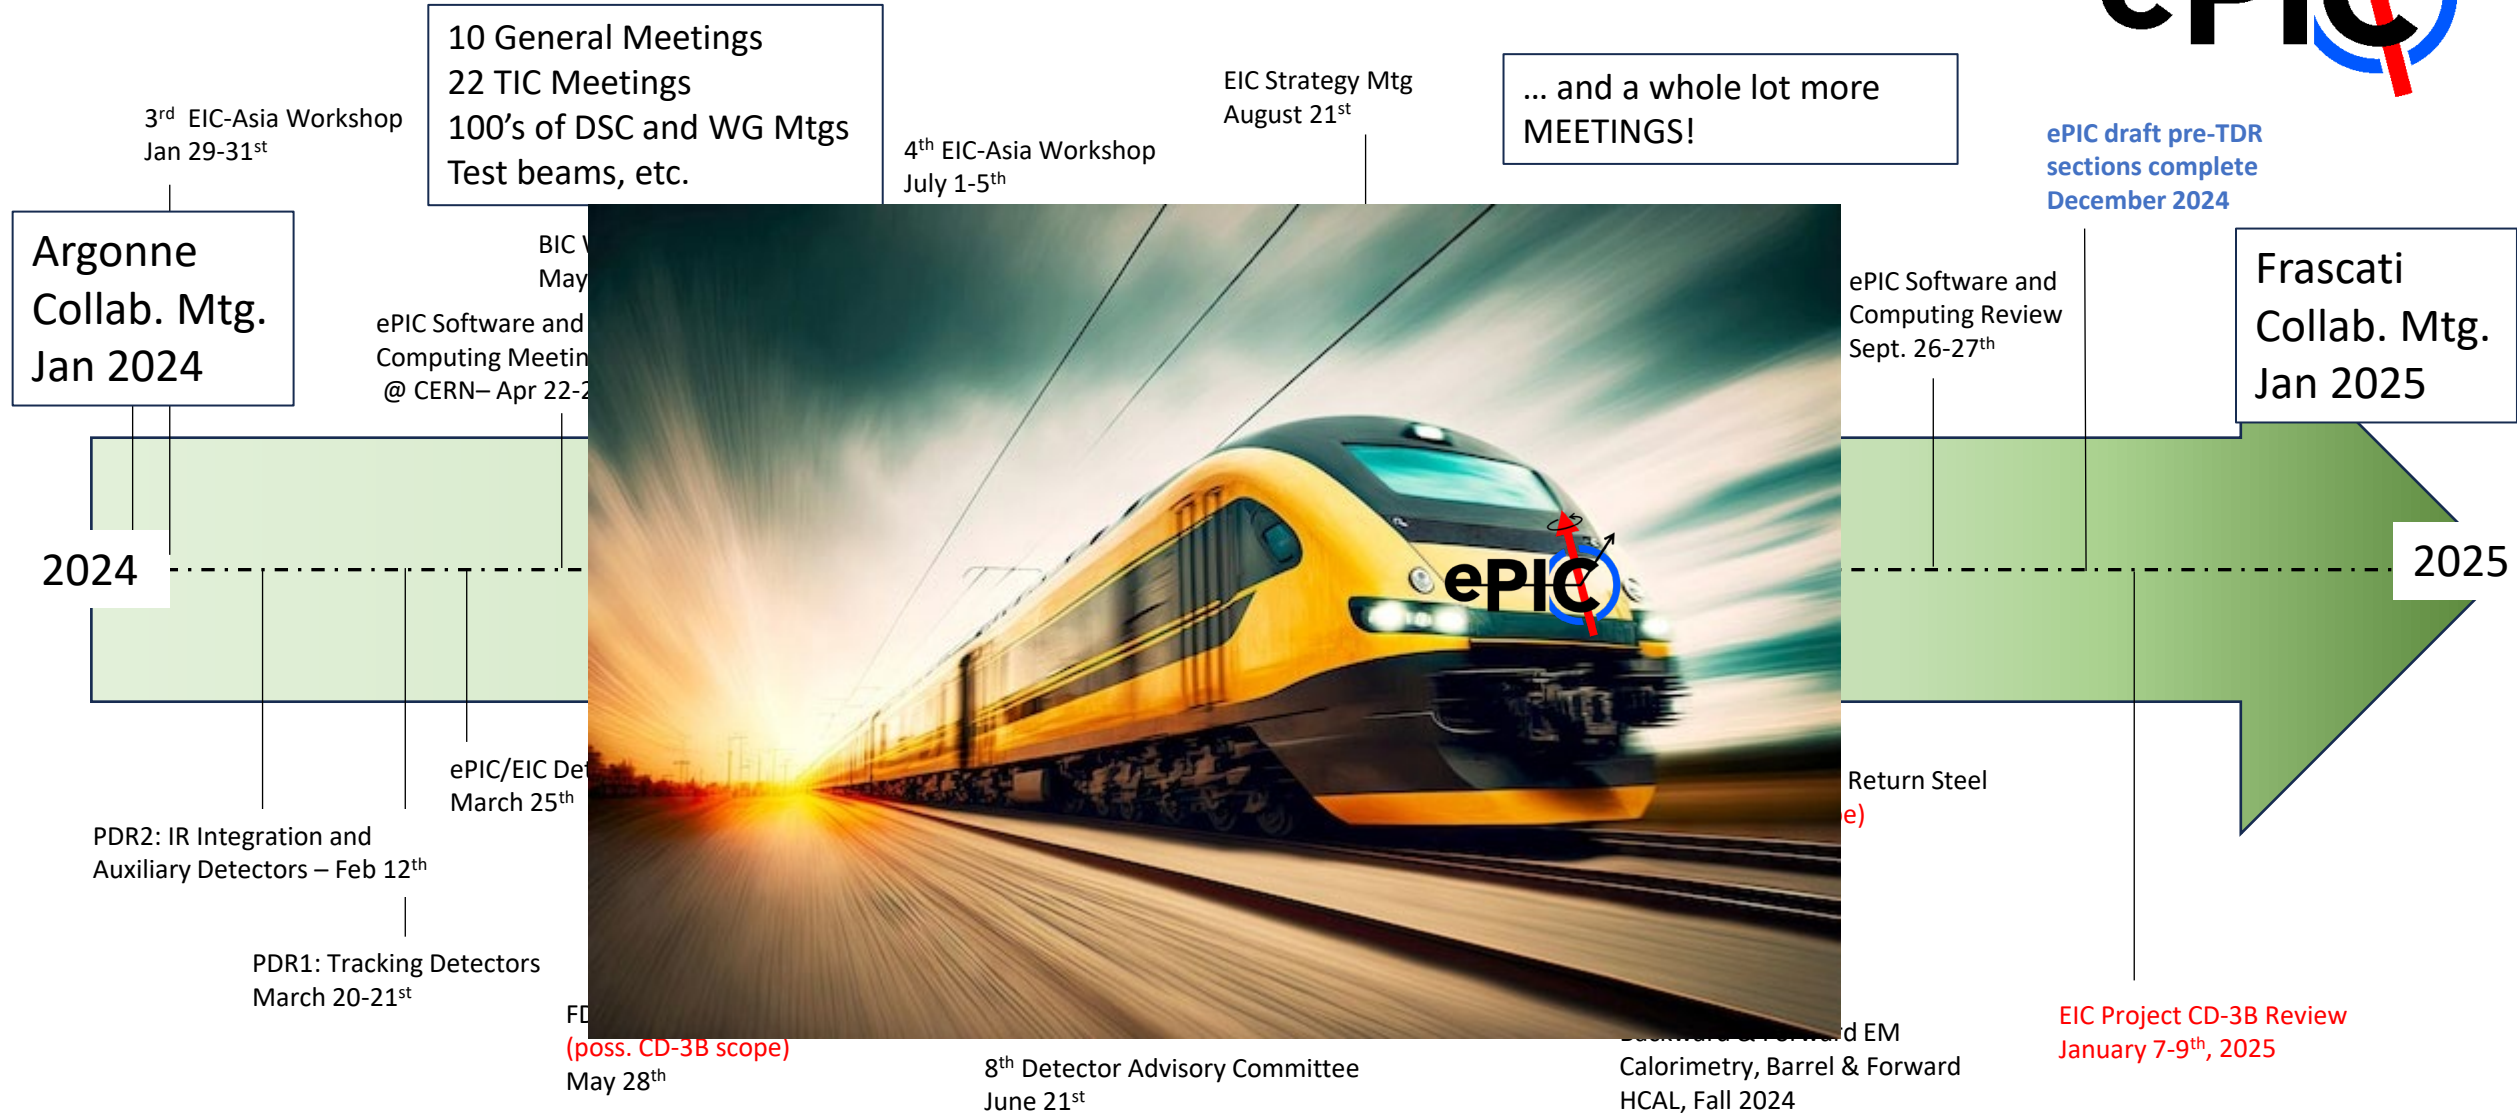 ePIC
10 General Meetings
22 TIC Meetings
100’s of DSC and WG Mtgs
Test beams, etc.
3rd EIC-Asia Workshop
Jan 29-31st
4th EIC-Asia Workshop
July 1-5th
EIC Strategy Mtg
August 21st
... and a whole lot more
MEETINGS!
ePIC draft pre-TDR
sections complete
December 2024
Argonne
Collab. Mtg.
Jan 2024
BIC
May
ePIC Software and
Computing
@ CERN– Apr
ePIC Software and
Computing Review
Sept. 26-27th
Frascati
Collab. Mtg.
Jan 2025
2024
ePIC
2025
ePIC/EIC
March 25th
PDR2: IR Integration and
Auxiliary Detectors – Feb 12th
PDR1: Tracking Detectors
March 20-21st
(poss. CD-3B scope)
May 28th
8th Detector Advisory Committee
June 21st
Return Steel
EM
Calorimetry, Barrel & Forward
HCAL, Fall 2024
EIC Project CD-3B Review
January 7-9th, 2025